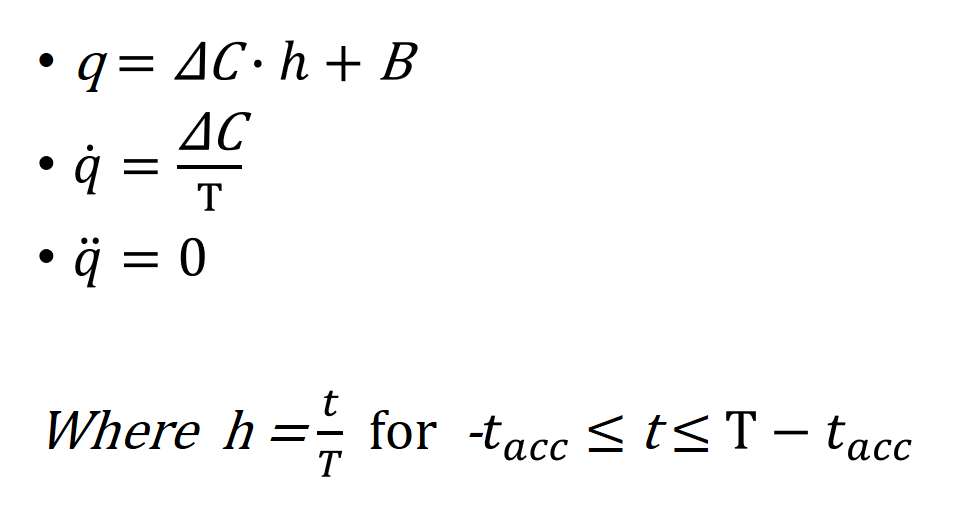 • q = ΔC · h + B
• q̇ = ΔC/T
• q̈ = 0
Where h = t/T for -t_acc ≤ t ≤ T − t_acc